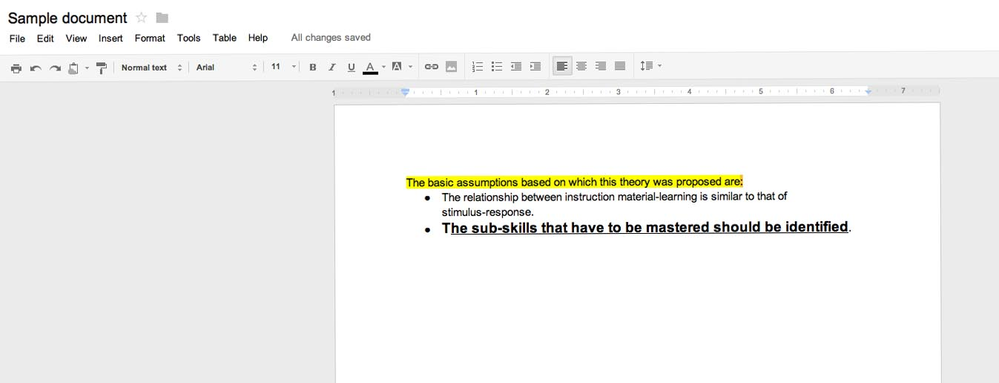 Sample document
File Edit View Insert Format Tools Table Help All changes saved
Normal text Arial 11 B I U A A
1 1 2 3 4 5 6 7
The basic assumptions based on which this theory was proposed are:
● The relationship between instruction material-learning is similar to that of
stimulus-response.
● The sub-skills that have to be mastered should be identified.